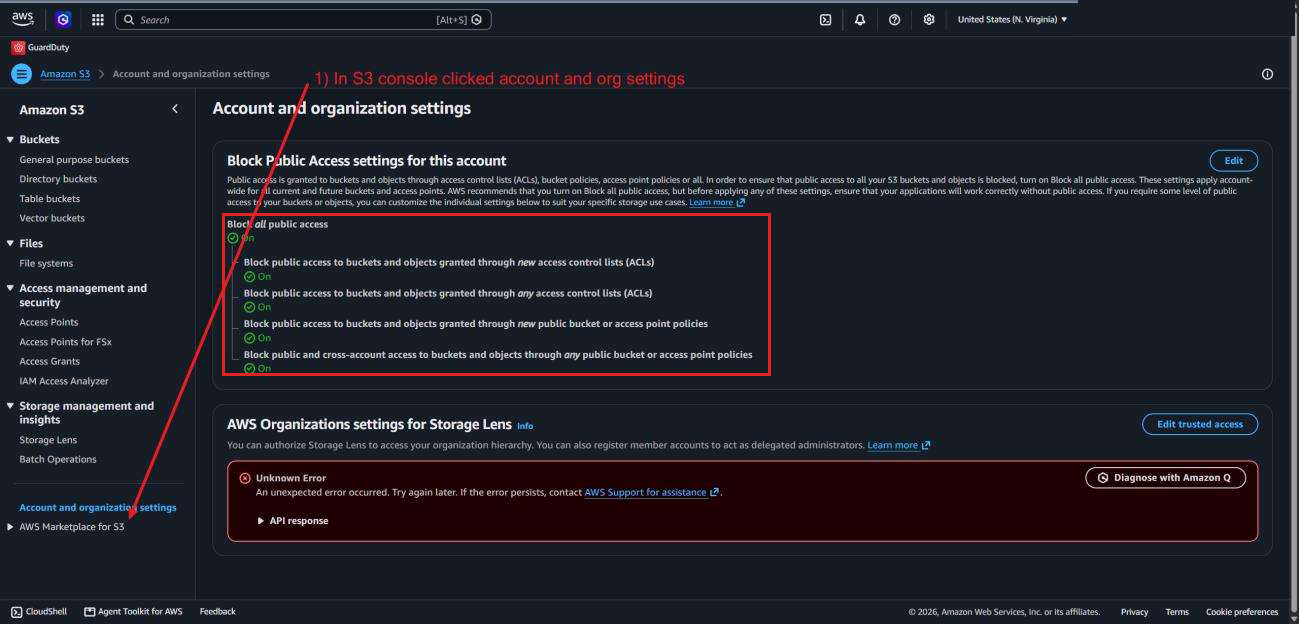 aws
Search
[Alt+S]
United States (N. Virginia)
GuardDuty
Amazon S3 > Account and organization settings
1) In S3 console clicked account and org settings
Amazon S3
Buckets
General purpose buckets
Directory buckets
Table buckets
Vector buckets
Files
File systems
Access management and
security
Access Points
Access Points for FSx
Access Grants
IAM Access Analyzer
Storage management and
insights
Storage Lens
Batch Operations
Account and organization settings
AWS Marketplace for S3
Account and organization settings
Block Public Access settings for this account
Edit
Public access is granted to buckets and objects through access control lists (ACLs), bucket policies, access point policies or all. In order to ensure that public access to all your S3 buckets and objects is blocked, turn on Block all public access. These settings apply account-
wide for all current and future buckets and access points. AWS recommends that you turn on Block all public access, but before applying any of these settings, ensure that your applications will work correctly without public access. If you require some level of public
access to your buckets or objects, you can customize the individual settings below to suit your specific storage use cases. Learn more
Block all public access
On
Block public access to buckets and objects granted through new access control lists (ACLs)
On
Block public access to buckets and objects granted through any access control lists (ACLs)
On
Block public access to buckets and objects granted through new public bucket or access point policies
On
Block public and cross-account access to buckets and objects through any public bucket or access point policies
On
AWS Organizations settings for Storage Lens Info
Edit trusted access
You can authorize Storage Lens to access your organization hierarchy. You can also register member accounts to act as delegated administrators. Learn more
Unknown Error
An unexpected error occurred. Try again later. If the error persists, contact AWS Support for assistance.
Diagnose with Amazon Q
API response
CloudShell
Agent Toolkit for AWS
Feedback
© 2026, Amazon Web Services, Inc. or its affiliates.
Privacy
Terms
Cookie preferences